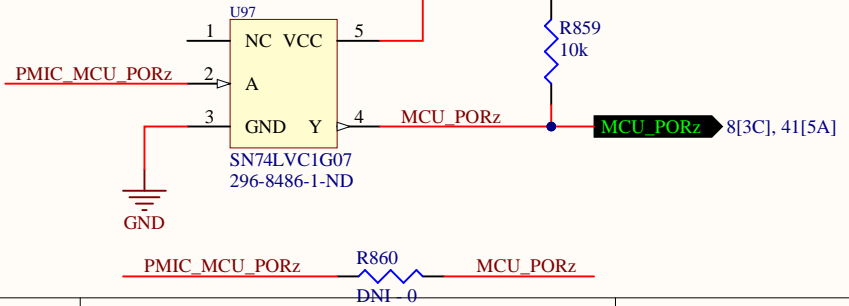 U97
R859
10k
1 NC VCC 5
PMIC_MCU_PORz 2 A
3 GND Y 4 MCU_PORz
MCU_PORz 8[3C], 41[5A]
SN74LVC1G07
296-8486-1-ND
GND
PMIC_MCU_PORz R860 MCU_PORz
DNI - 0